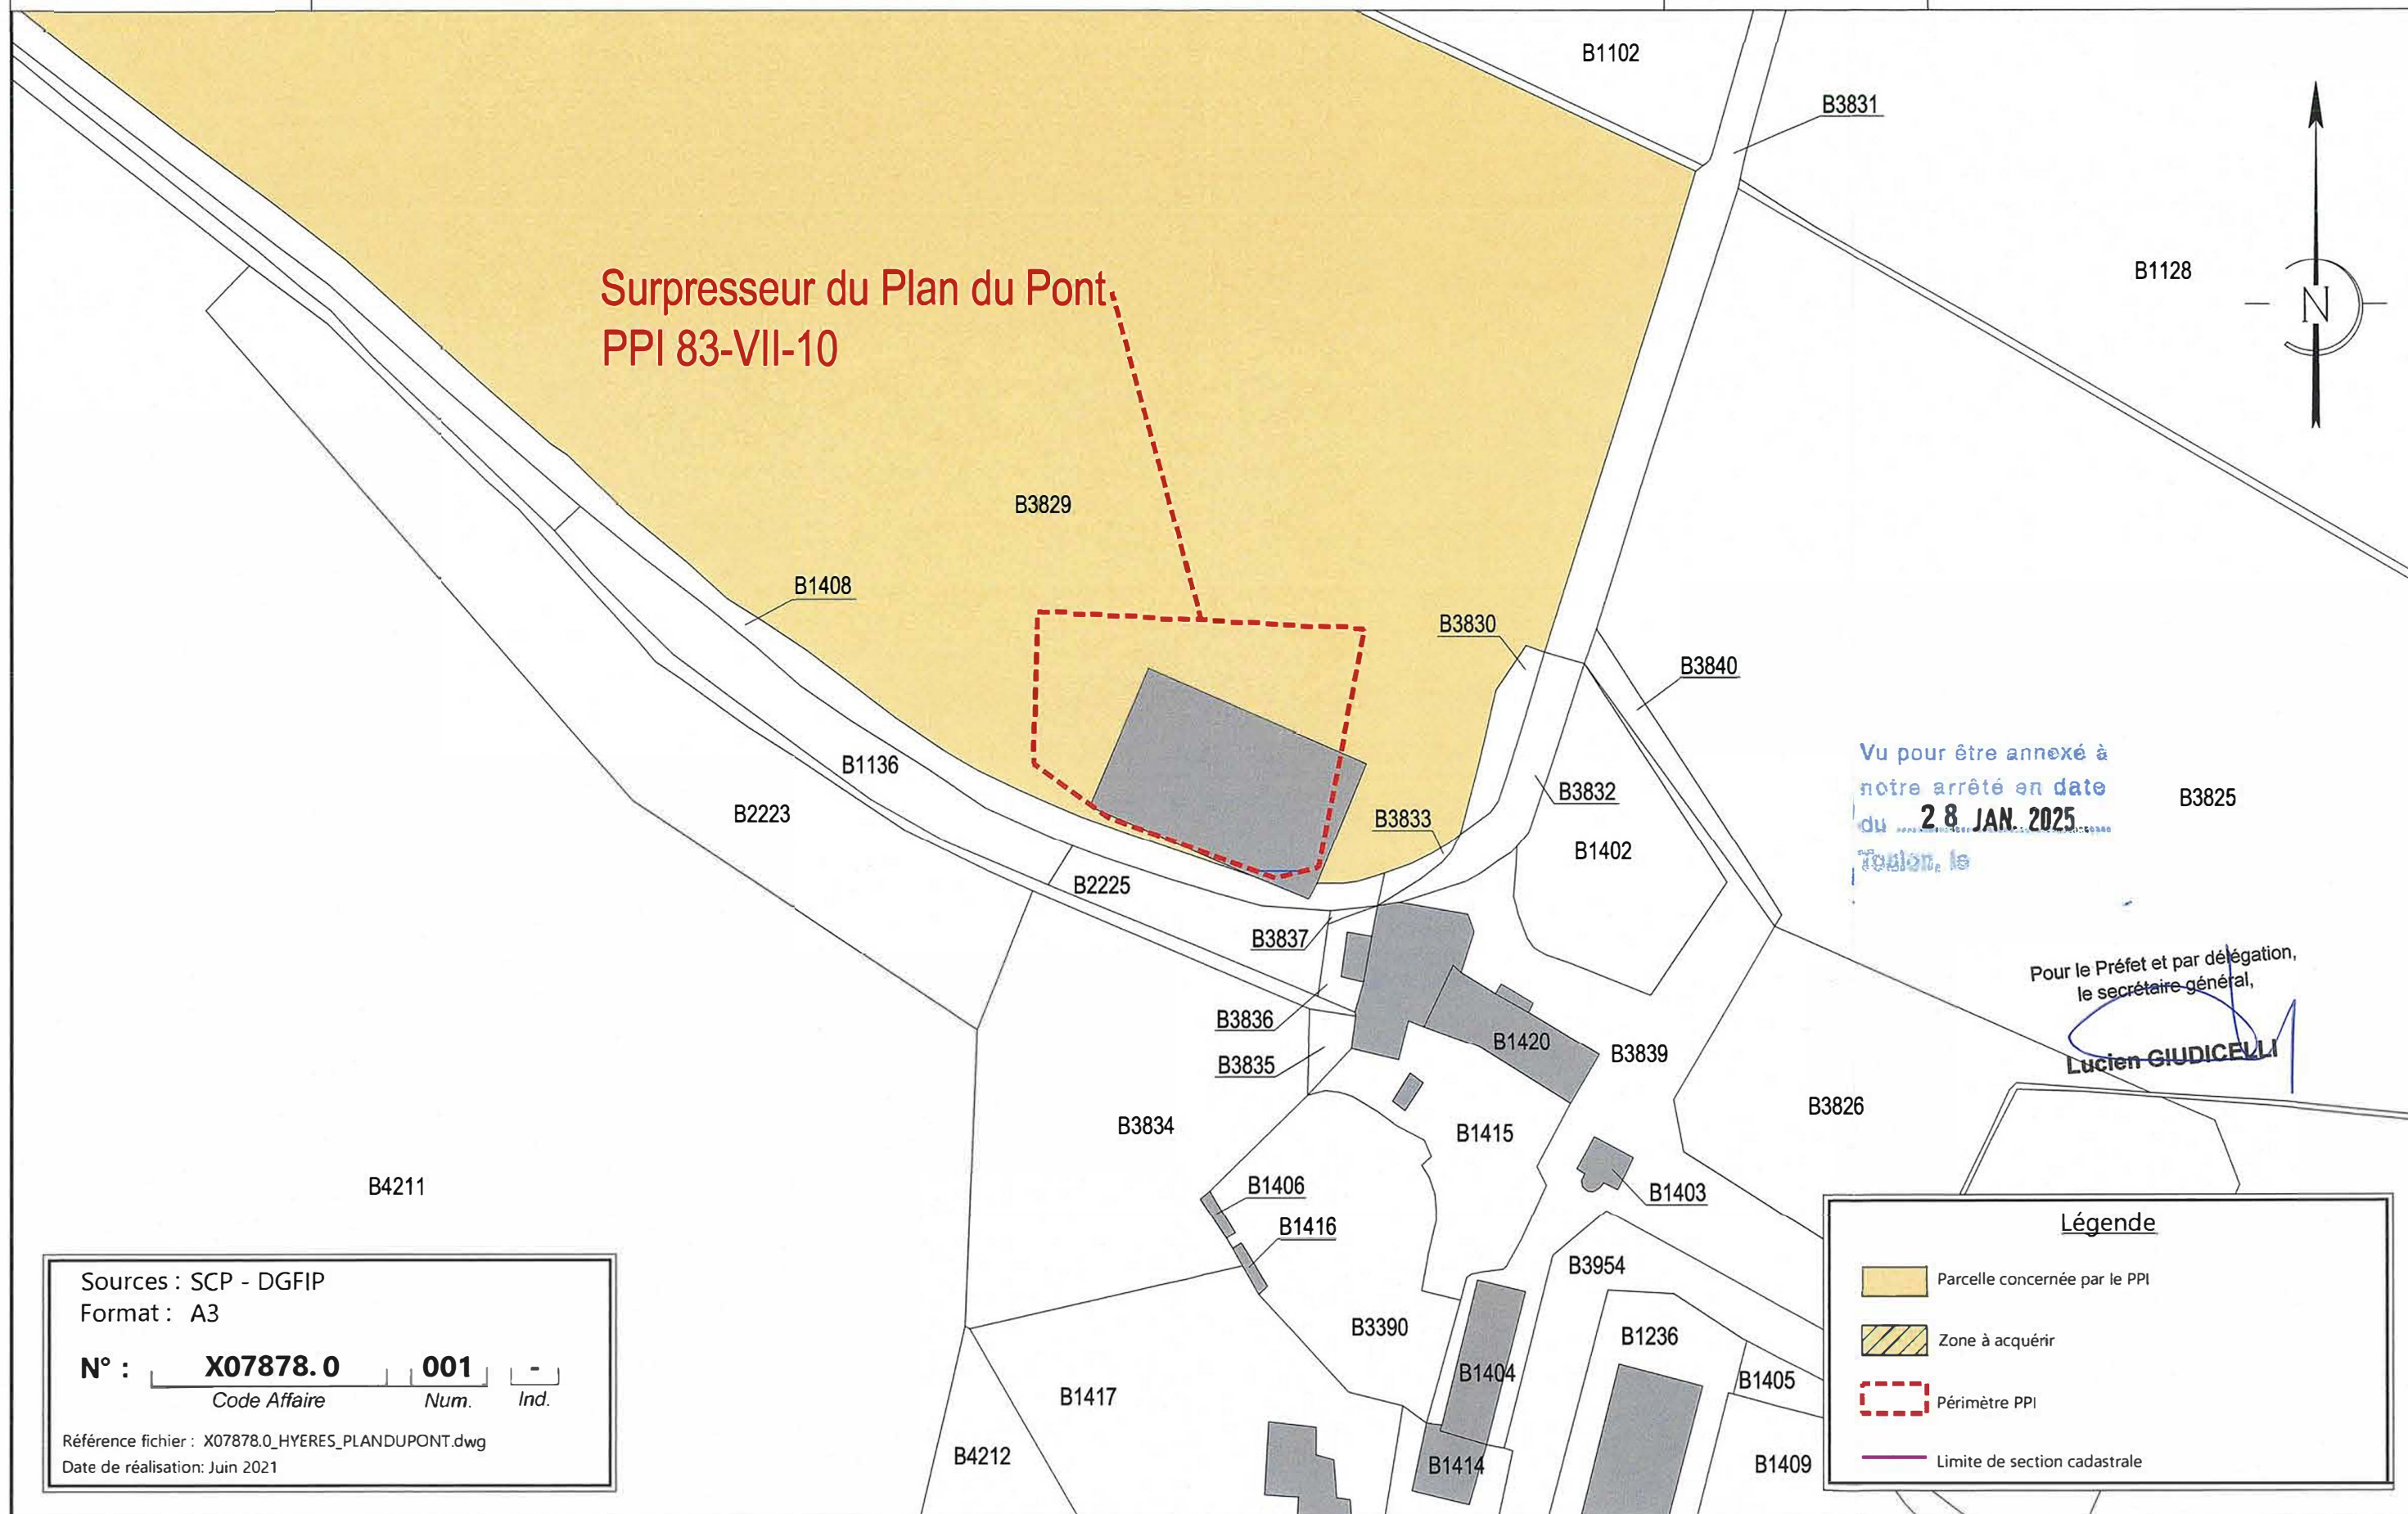 B1102
B3831
B1128
N
Surpresseur du Plan du Pont
PPI 83-VII-10
B3829
B1408
B3830
B3840
B1136
B2223
B3832
B3833
B1402
B3825
Vu pour être annexé à
notre arrêté en date
du 28 JAN. 2025
Toulon, le
B2225
B3837
Pour le Préfet et par délégation,
le secrétaire général,
Lucien GIUDICELLI
B3836
B1420
B3839
B3835
B3834
B1415
B3826
B4211
B1406
B1403
B1416
B3954
B3390
B1236
B1404
B1405
B1417
B4212
B1414
B1409
Sources : SCP - DGFIP
Format : A3
N° : X07878.0 001 -
Code Affaire Num. Ind.
Référence fichier : X07878.0_HYERES_PLANDUPONT.dwg
Date de réalisation: Juin 2021
Légende
Parcelle concernée par le PPI
Zone à acquérir
Périmètre PPI
Limite de section cadastrale